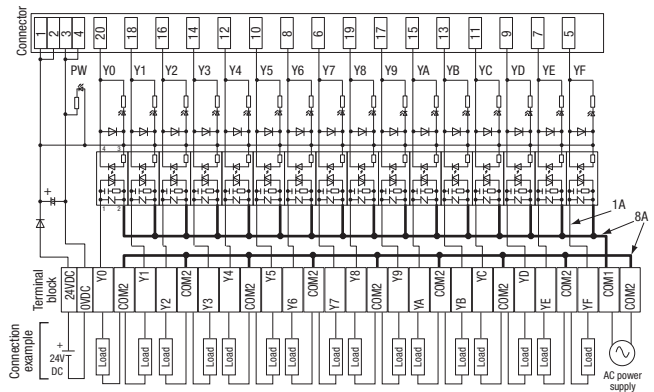 Connector
1 2 3 4 20 18 16 14 12 10 8 6 19 17 15 13 11 9 7 5
PW Y0 Y1 Y2 Y3 Y4 Y5 Y6 Y7 Y8 Y9 YA YB YC YD YE YF
4 3
1 2
1A
8A
Terminal block
24VDC 0VDC Y0 COM2 Y1 Y2 COM2 Y3 Y4 COM2 Y5 Y6 COM2 Y7 Y8 COM2 Y9 YA COM2 YB YC COM2 YD YE COM2 YF COM1 COM2
Connection example
+
24V
DC
Load Load Load Load Load Load Load Load Load Load Load Load Load Load Load Load
AC power
supply